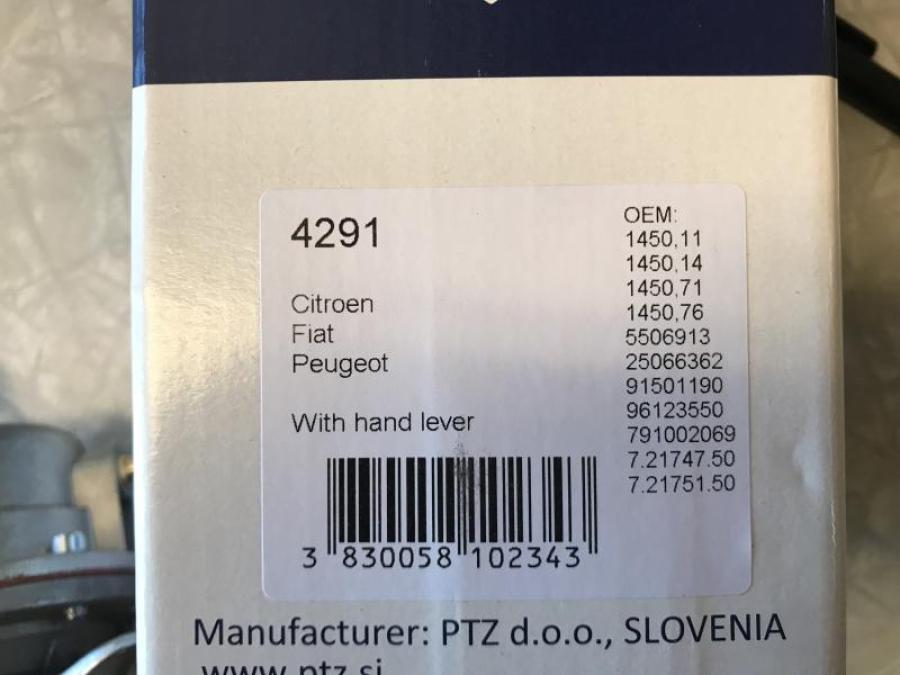 4291
Citroen
Fiat
Peugeot
With hand lever
OEM:
1450,11
1450,14
1450,71
1450,76
5506913
25066362
91501190
96123550
791002069
7.21747.50
7.21751.50
3 830058 102343
Manufacturer: PTZ d.o.o., SLOVENIA
www.ptz.si